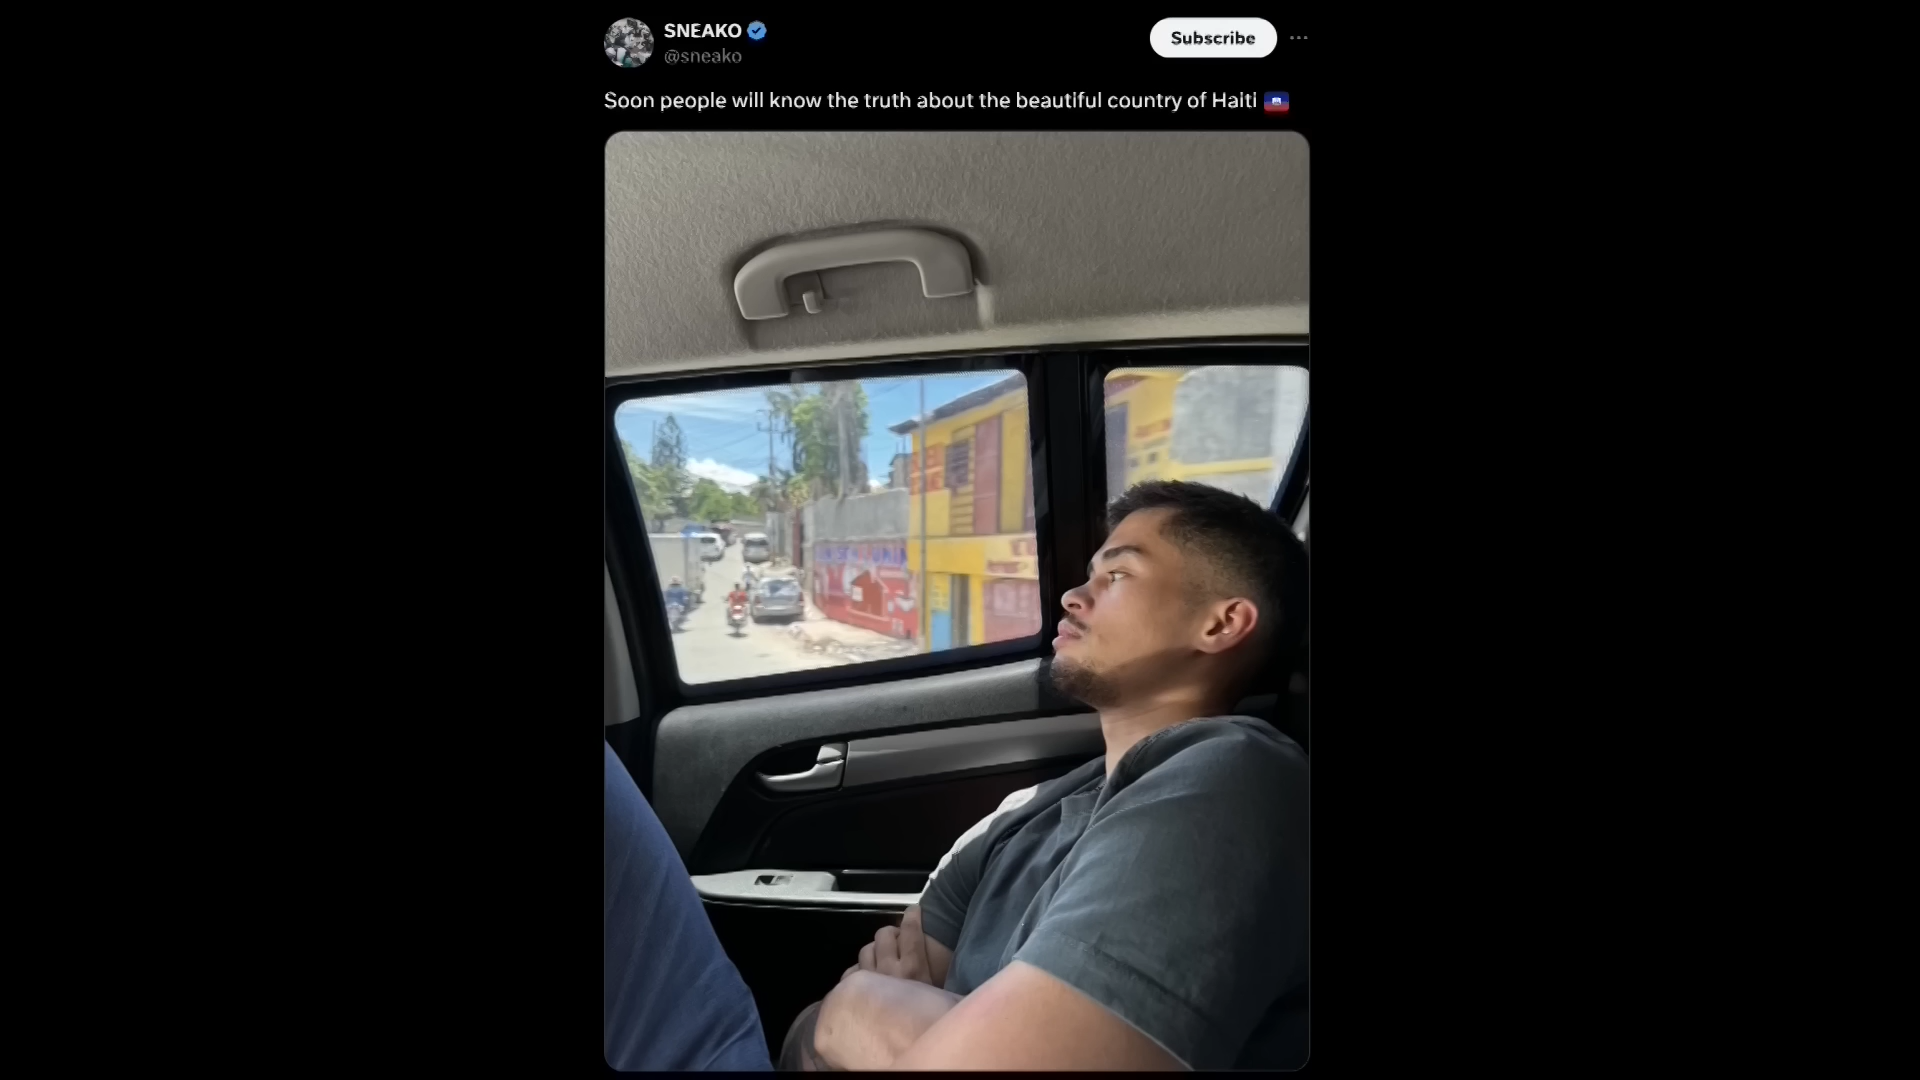 SNEAKO
@sneako
Subscribe
Soon people will know the truth about the beautiful country of Haiti 🇭🇹